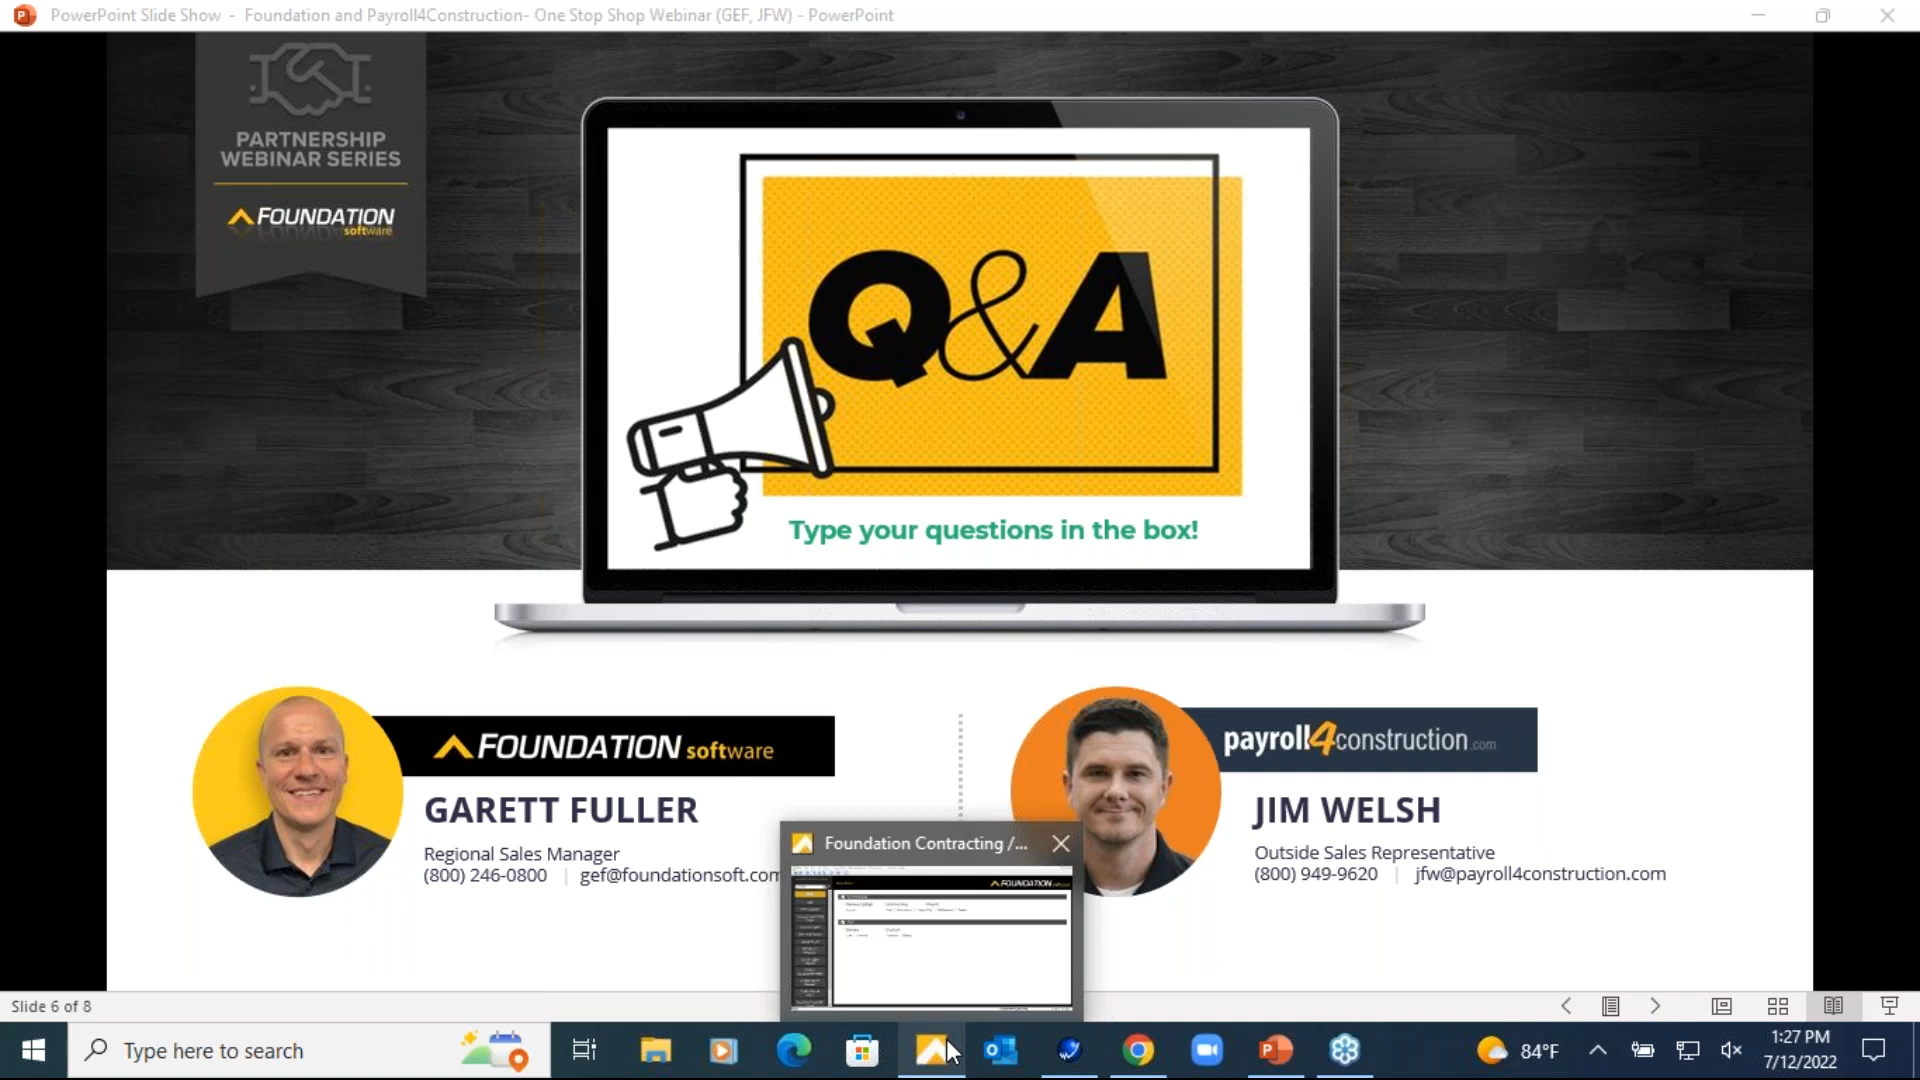 PowerPoint Slide Show - Foundation and Payroll4Construction- One Stop Shop Webinar (GEF, JFW) - PowerPoint
PARTNERSHIP
WEBINAR SERIES
FOUNDATION
software
Q&A
Type your questions in the box!
FOUNDATION software
GARETT FULLER
Regional Sales Manager
(800) 246-0800 | gef@foundationsoft.com
payroll4construction.com
JIM WELSH
Outside Sales Representative
(800) 949-9620 | jfw@payroll4construction.com
Foundation Contracting /...
FOUNDATION
Slide 6 of 8
Type here to search
84°F
1:27 PM
7/12/2022